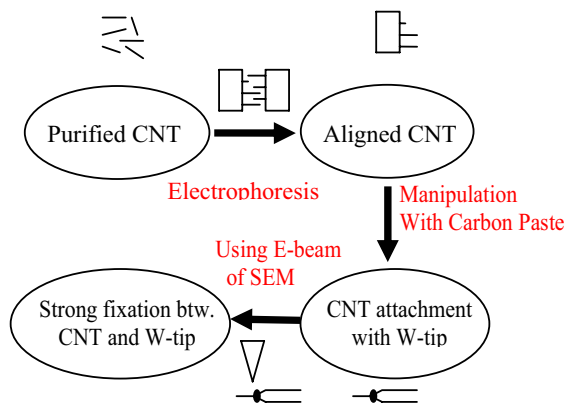 Purified CNT
Aligned CNT
Electrophoresis
Manipulation
With Carbon Paste
Using E-beam
of SEM
Strong fixation btw.
CNT and W-tip
CNT attachment
with W-tip